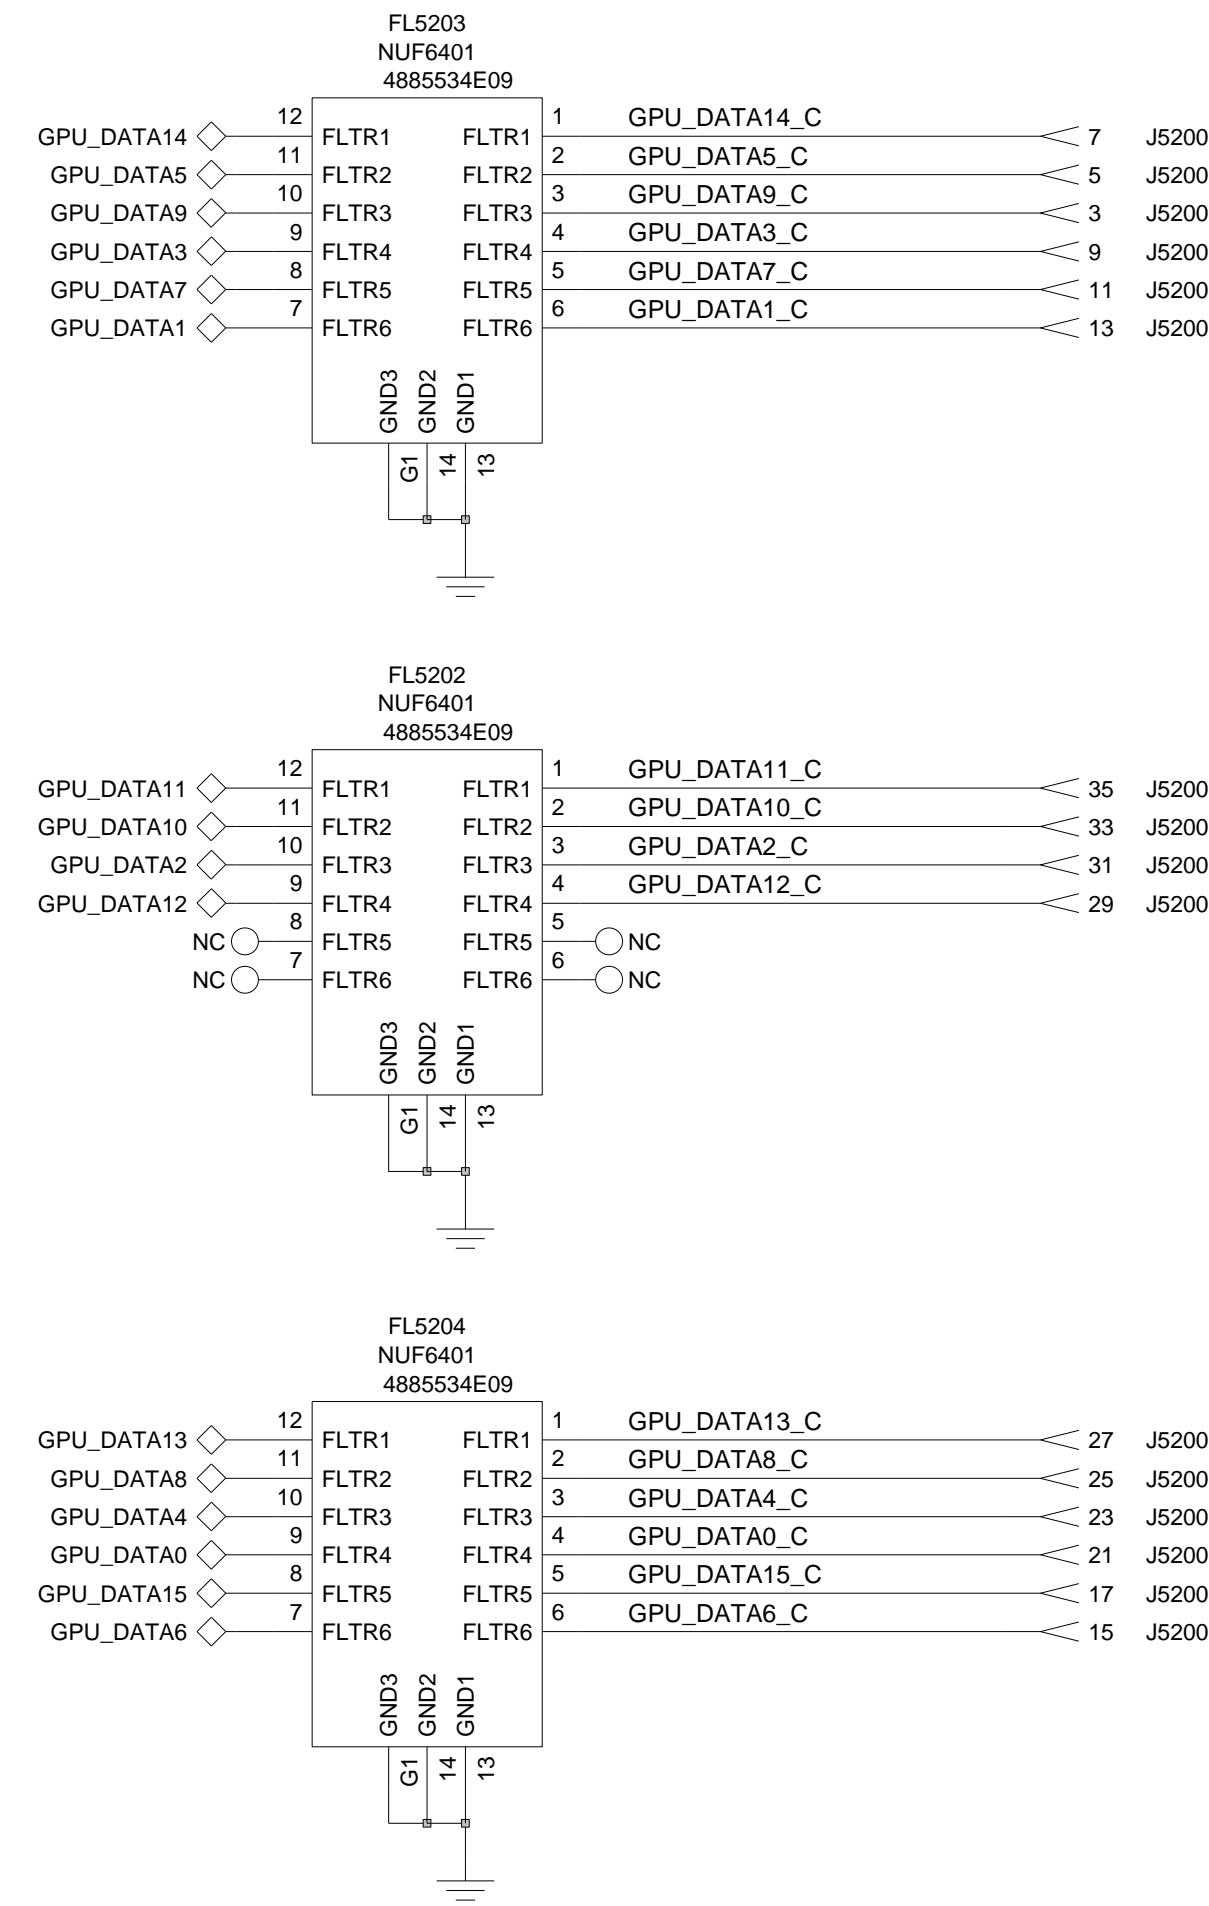 FL5203
NUF6401
4885534E09
12 1 GPU_DATA14_C
GPU_DATA14 FLTR1 FLTR1 7 J5200
11 2 GPU_DATA5_C
GPU_DATA5 FLTR2 FLTR2 5 J5200
10 3 GPU_DATA9_C
GPU_DATA9 FLTR3 FLTR3 3 J5200
9 4 GPU_DATA3_C
GPU_DATA3 FLTR4 FLTR4 9 J5200
8 5 GPU_DATA7_C
GPU_DATA7 FLTR5 FLTR5 11 J5200
7 6 GPU_DATA1_C
GPU_DATA1 FLTR6 FLTR6 13 J5200
GND3 GND2 GND1
G1 14 13
FL5202
NUF6401
4885534E09
12 1 GPU_DATA11_C
GPU_DATA11 FLTR1 FLTR1 35 J5200
11 2 GPU_DATA10_C
GPU_DATA10 FLTR2 FLTR2 33 J5200
10 3 GPU_DATA2_C
GPU_DATA2 FLTR3 FLTR3 31 J5200
9 4 GPU_DATA12_C
GPU_DATA12 FLTR4 FLTR4 29 J5200
8 5
NC FLTR5 FLTR5 NC
7 6
NC FLTR6 FLTR6 NC
GND3 GND2 GND1
G1 14 13
FL5204
NUF6401
4885534E09
12 1 GPU_DATA13_C
GPU_DATA13 FLTR1 FLTR1 27 J5200
11 2 GPU_DATA8_C
GPU_DATA8 FLTR2 FLTR2 25 J5200
10 3 GPU_DATA4_C
GPU_DATA4 FLTR3 FLTR3 23 J5200
9 4 GPU_DATA0_C
GPU_DATA0 FLTR4 FLTR4 21 J5200
8 5 GPU_DATA15_C
GPU_DATA15 FLTR5 FLTR5 17 J5200
7 6 GPU_DATA6_C
GPU_DATA6 FLTR6 FLTR6 15 J5200
GND3 GND2 GND1
G1 14 13